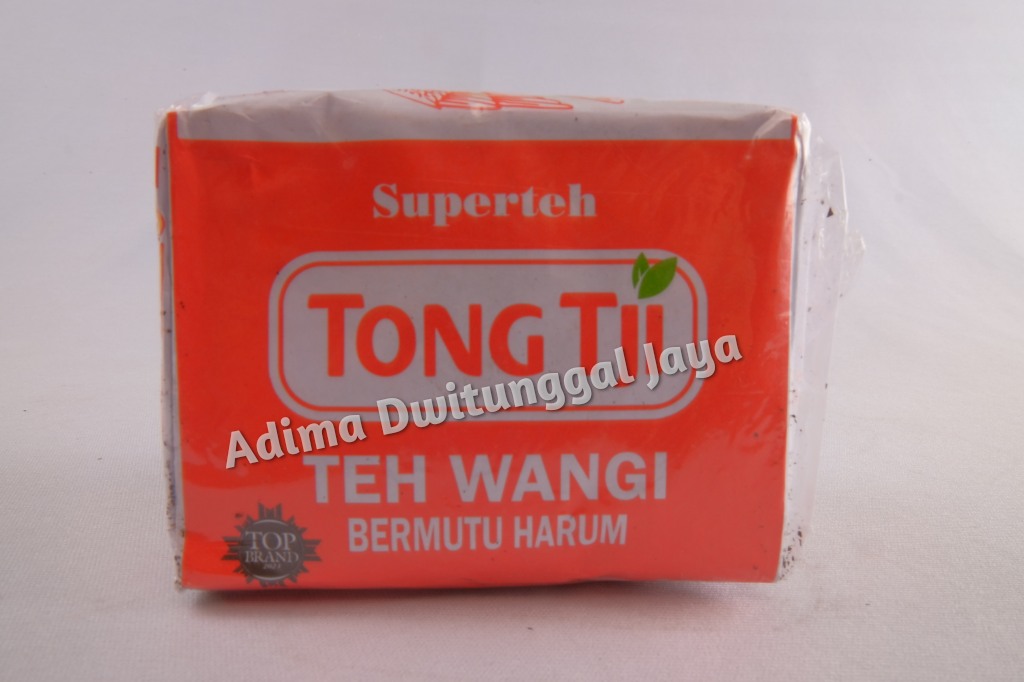 Superteh
TONG TJI
Adima Dwitunggal Jaya
TEH WANGI
BERMUTU HARUM
TOP
BRAND